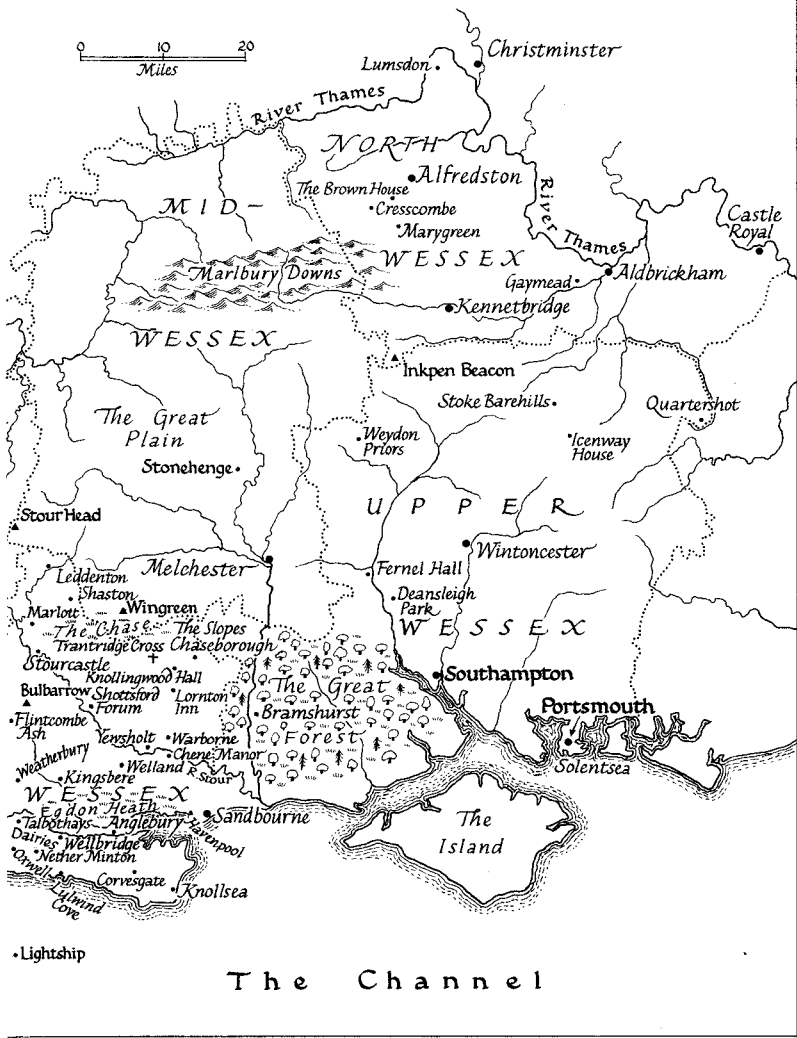 0 10 20
Miles
Lumsdon
Christminster
River Thames
NORTH
Alfredston
The Brown House
Cresscombe
Marygreen
MID-
WESSEX
River Thames
Castle
Royal
Marlbury Downs
Gaymead
Aldbrickham
Kennetbridge
WESSEX
Inkpen Beacon
Stoke Barehills
Quartershot
The Great
Plain
Weydon
Priors
Icenway
House
Stonehenge
Stour Head
UPPER
Wintoncester
Melchester
Fernel Hall
Leddenton
Shaston
Deansleigh
Park
Marlott
Wingreen
WESSEX
The Chase
The Slopes
Trantridge Cross
Chaseborough
Stourcastle
Knollingwood Hall
Southampton
Bulbarrow
Shottsford
Forum
Lornton
Inn
The Great
Forest
Bramshurst
Portsmouth
Solentsea
Flintcombe
Ash
Yewsholt
Warborne
Chene Manor
Weatherbury
Welland
R. Stour
Kingsbere
WESSEX
Egdon Heath
Sandbourne
Talbothays
Dairies
Anglebury
Havenpool
Wellbridge
The
Island
Oxwell
Nether Minton
Corvesgate
Knollsea
Lulwind
Cove
Lightship
The Channel